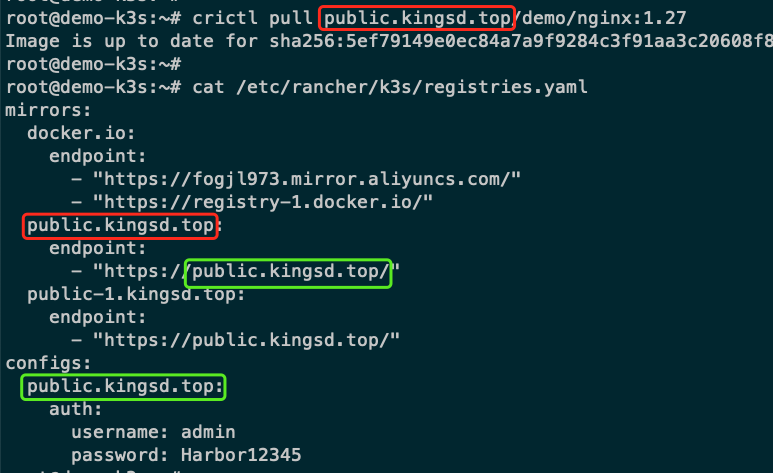 root@demo-k3s:~# crictl pull public.kingsd.top/demo/nginx:1.27
Image is up to date for sha256:5ef79149e0ec84a7a9f9284c3f91aa3c20608f8
root@demo-k3s:~#
root@demo-k3s:~# cat /etc/rancher/k3s/registries.yaml
mirrors:
  docker.io:
    endpoint:
      - "https://fogjl973.mirror.aliyuncs.com/"
      - "https://registry-1.docker.io/"
  public.kingsd.top:
    endpoint:
      - "https://public.kingsd.top/"
  public-1.kingsd.top:
    endpoint:
      - "https://public.kingsd.top/"
configs:
  public.kingsd.top:
    auth:
      username: admin
      password: Harbor12345